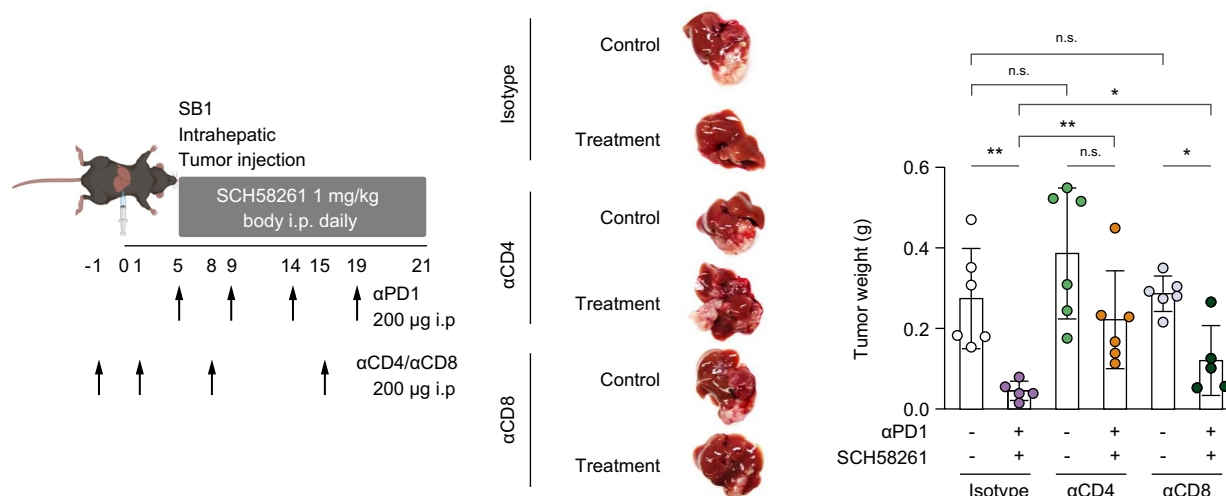 SB1
Intrahepatic
Tumor injection
SCH58261 1 mg/kg
body i.p. daily
-1 0 1 5 8 9 14 15 19 21
αPD1
200 µg i.p
αCD4/αCD8
200 µg i.p
Isotype
Control
Treatment
αCD4
Control
Treatment
αCD8
Control
Treatment
n.s.
n.s.
*
**
** n.s. *
Tumor weight (g)
0.6
0.4
0.2
0.0
αPD1 - + - + - +
SCH58261 - + - + - +
Isotype αCD4 αCD8